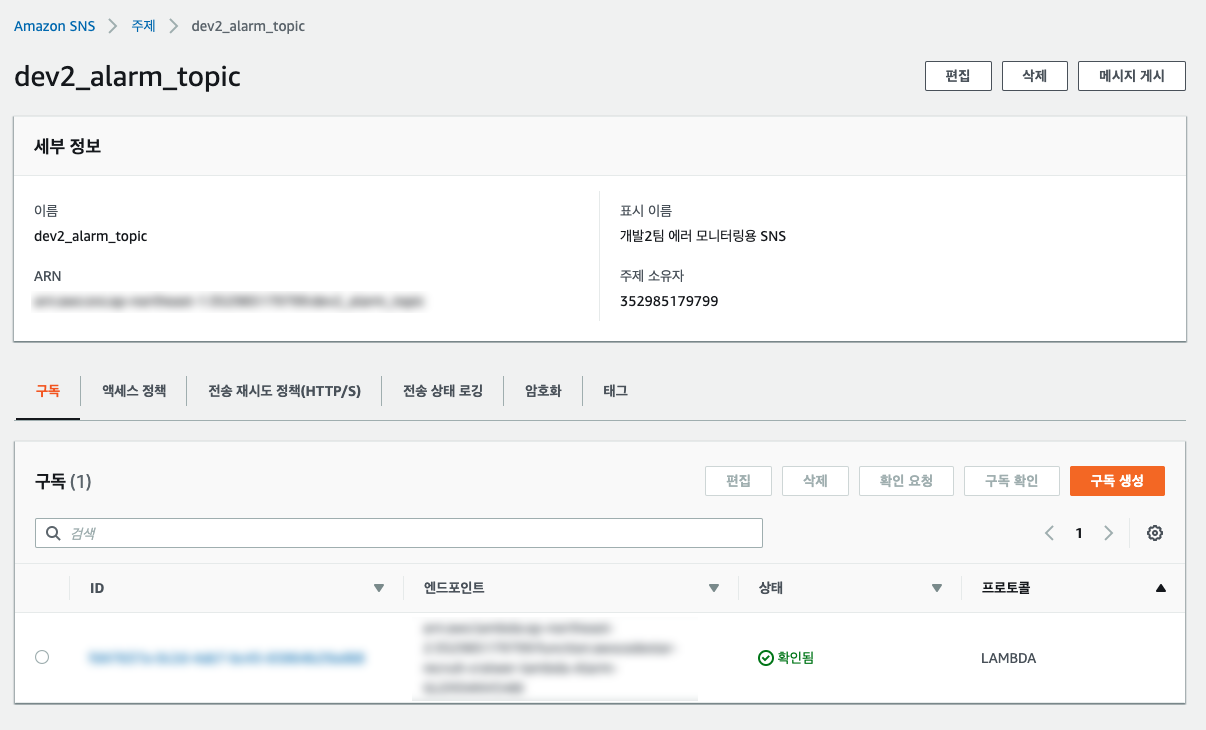 Amazon SNS > 주제 > dev2_alarm_topic
dev2_alarm_topic
편집 삭제 메시지 게시
세부 정보
이름
dev2_alarm_topic
표시 이름
개발2팀 에러 모니터링용 SNS
ARN
주제 소유자
352985179799
구독 액세스 정책 전송 재시도 정책(HTTP/S) 전송 상태 로깅 암호화 태그
구독 (1)
편집 삭제 확인 요청 구독 확인 구독 생성
검색
1
ID 엔드포인트 상태 프로토콜
확인됨 LAMBDA